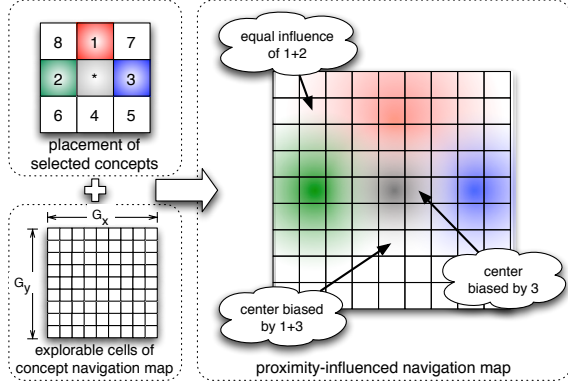 8 1 7
2 * 3
6 4 5
placement of
selected concepts
Gx
Gy
explorable cells of
concept navigation map
equal influence
of 1+2
center
biased by 3
center biased
by 1+3
proximity-influenced navigation map